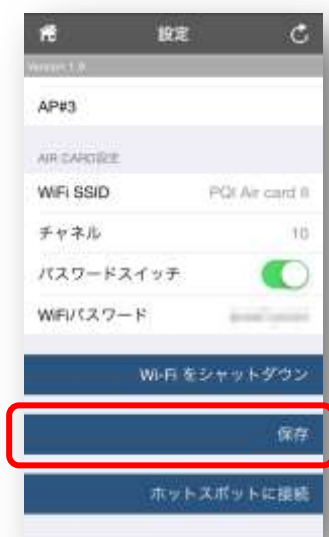 設定
Version 1.9
AP#3
AIR CARD設定
WiFi SSID PQI Air card II
チャネル 10
パスワードスイッチ
WiFiパスワード
Wi-Fi をシャットダウン
保存
ホットスポットに接続